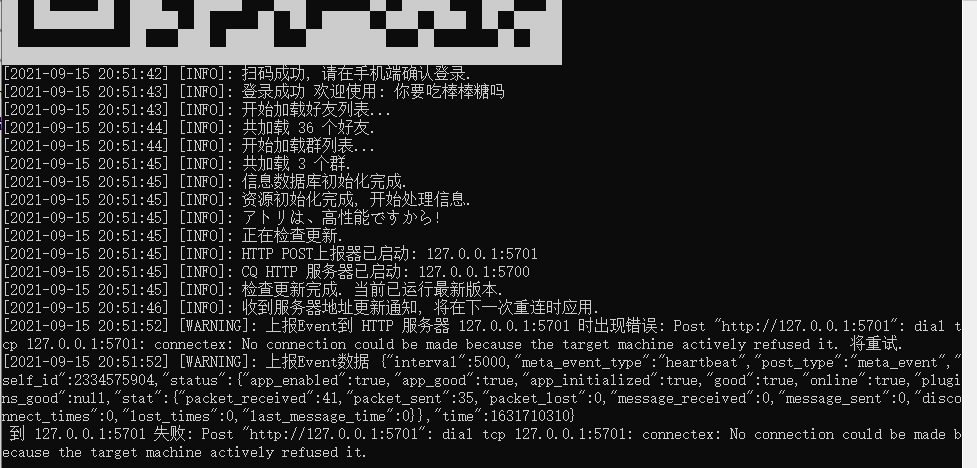 [2021-09-15 20:51:42] [INFO]: 扫码成功, 请在手机端确认登录.
[2021-09-15 20:51:43] [INFO]: 登录成功 欢迎使用: 你要吃棒棒糖吗
[2021-09-15 20:51:43] [INFO]: 开始加载好友列表...
[2021-09-15 20:51:44] [INFO]: 共加载 36 个好友.
[2021-09-15 20:51:44] [INFO]: 开始加载群列表...
[2021-09-15 20:51:45] [INFO]: 共加载 3 个群.
[2021-09-15 20:51:45] [INFO]: 信息数据库初始化完成.
[2021-09-15 20:51:45] [INFO]: 资源初始化完成, 开始处理信息.
[2021-09-15 20:51:45] [INFO]: アトリは、高性能ですから!
[2021-09-15 20:51:45] [INFO]: 正在检查更新.
[2021-09-15 20:51:45] [INFO]: HTTP POST上报器已启动: 127.0.0.1:5701
[2021-09-15 20:51:45] [INFO]: CQ HTTP 服务器已启动: 127.0.0.1:5700
[2021-09-15 20:51:45] [INFO]: 检查更新完成. 当前已运行最新版本.
[2021-09-15 20:51:46] [INFO]: 收到服务器地址更新通知, 将在下一次重连时应用.
[2021-09-15 20:51:52] [WARNING]: 上报Event到 HTTP 服务器 127.0.0.1:5701 时出现错误: Post "http://127.0.0.1:5701": dial t
cp 127.0.0.1:5701: connectex: No connection could be made because the target machine actively refused it. 将重试.
[2021-09-15 20:51:52] [WARNING]: 上报Event数据 {"interval":5000,"meta_event_type":"heartbeat","post_type":"meta_event","
self_id":2334575904,"status":{"app_enabled":true,"app_good":true,"app_initialized":true,"good":true,"online":true,"plugi
ns_good":null,"stat":{"packet_received":41,"packet_sent":35,"packet_lost":0,"message_received":0,"message_sent":0,"disco
nnect_times":0,"lost_times":0,"last_message_time":0}},"time":1631710310}
到 127.0.0.1:5701 失败: Post "http://127.0.0.1:5701": dial tcp 127.0.0.1:5701: connectex: No connection could be made b
ecause the target machine actively refused it.